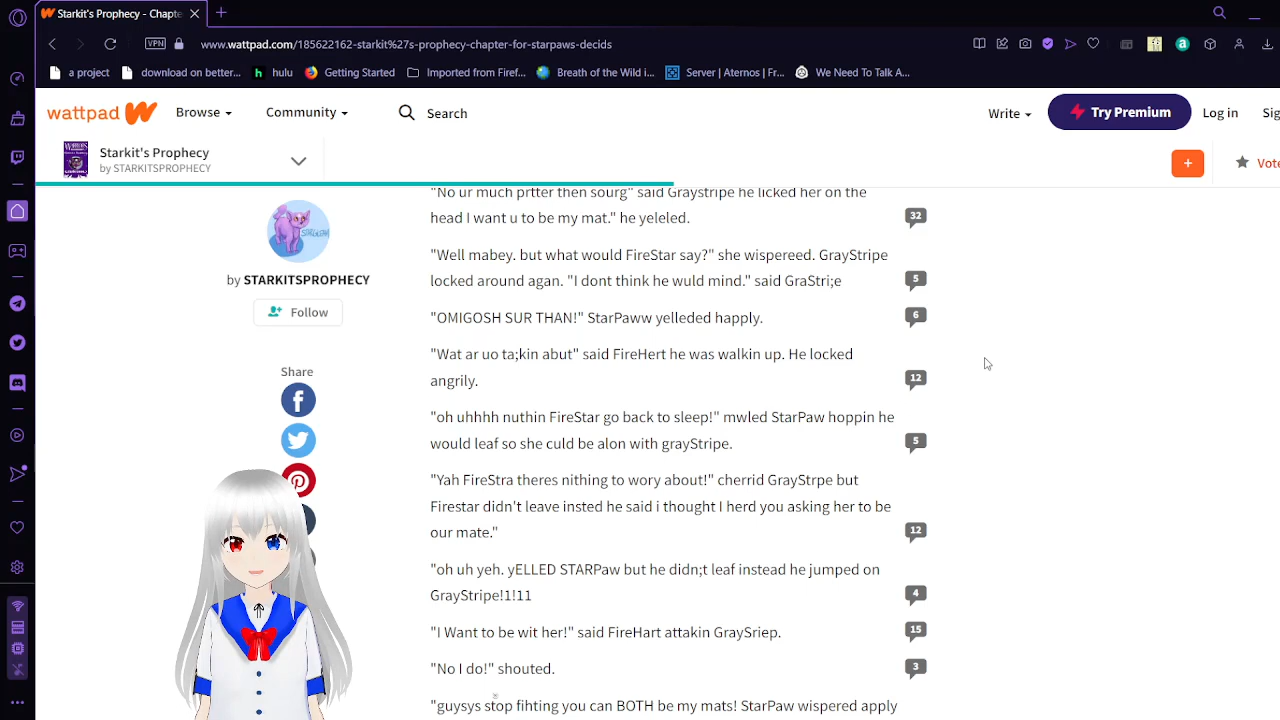 Starkit's Prophecy - Chapte
VPN www.wattpad.com/185622162-starkit%27s-prophecy-chapter-for-starpaws-decids
a project download on better... hulu Getting Started Imported from Firef... Breath of the Wild i... Server | Aternos | Fr... We Need To Talk A...
wattpad Browse Community Search Write Try Premium Log in Sig
Starkit's Prophecy
by STARKITSPROPHECY
+ Vote
"No ur much prtter then sourg" said Graystripe he licked her on the
head I want u to be my mat." he yeleled. 32
"Well mabey. but what would FireStar say?" she wispereed. GrayStripe
locked around agan. "I dont think he wuld mind." said GraStri;e 5
"OMIGOSH SUR THAN!" StarPaww yelleded happly. 6
"Wat ar uo ta;kin abut" said FireHert he was walkin up. He locked
angrily. 12
"oh uhhhh nuthin FireStar go back to sleep!" mwled StarPaw hoppin he
would leaf so she culd be alon with grayStripe. 5
"Yah FireStra theres nithing to wory about!" cherrid GrayStrpe but
Firestar didn't leave insted he said i thought I herd you asking her to be
our mate." 12
"oh uh yeh. yELLED STARPaw but he didn;t leaf instead he jumped on
GrayStripe!1!11 4
"I Want to be wit her!" said FireHart attakin GraySriep. 15
"No I do!" shouted. 3
"guysys stop fihting you can BOTH be my mats! StarPaw wispered apply
by STARKITSPROPHECY
Follow
Share